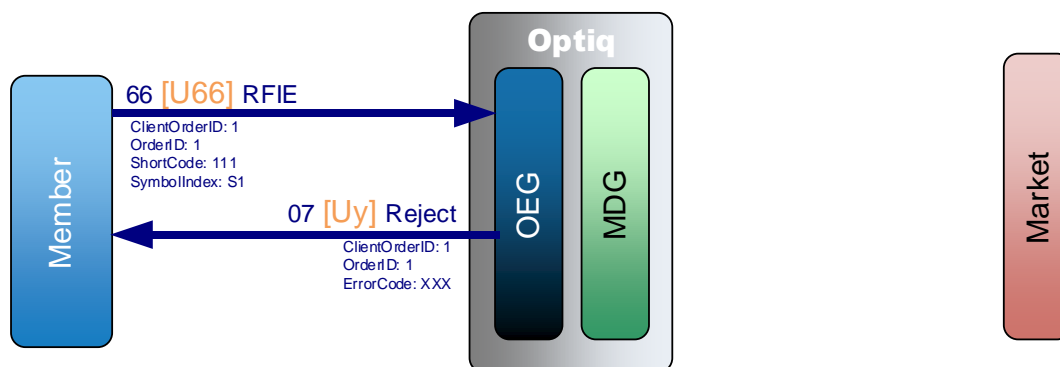 Optiq
66 [U66] RFIE
ClientOrderID: 1
OrderID: 1
ShortCode: 111
SymbolIndex: S1
Member
OEG
MDG
Market
07 [Uy] Reject
ClientOrderID: 1
OrderID: 1
ErrorCode: XXX